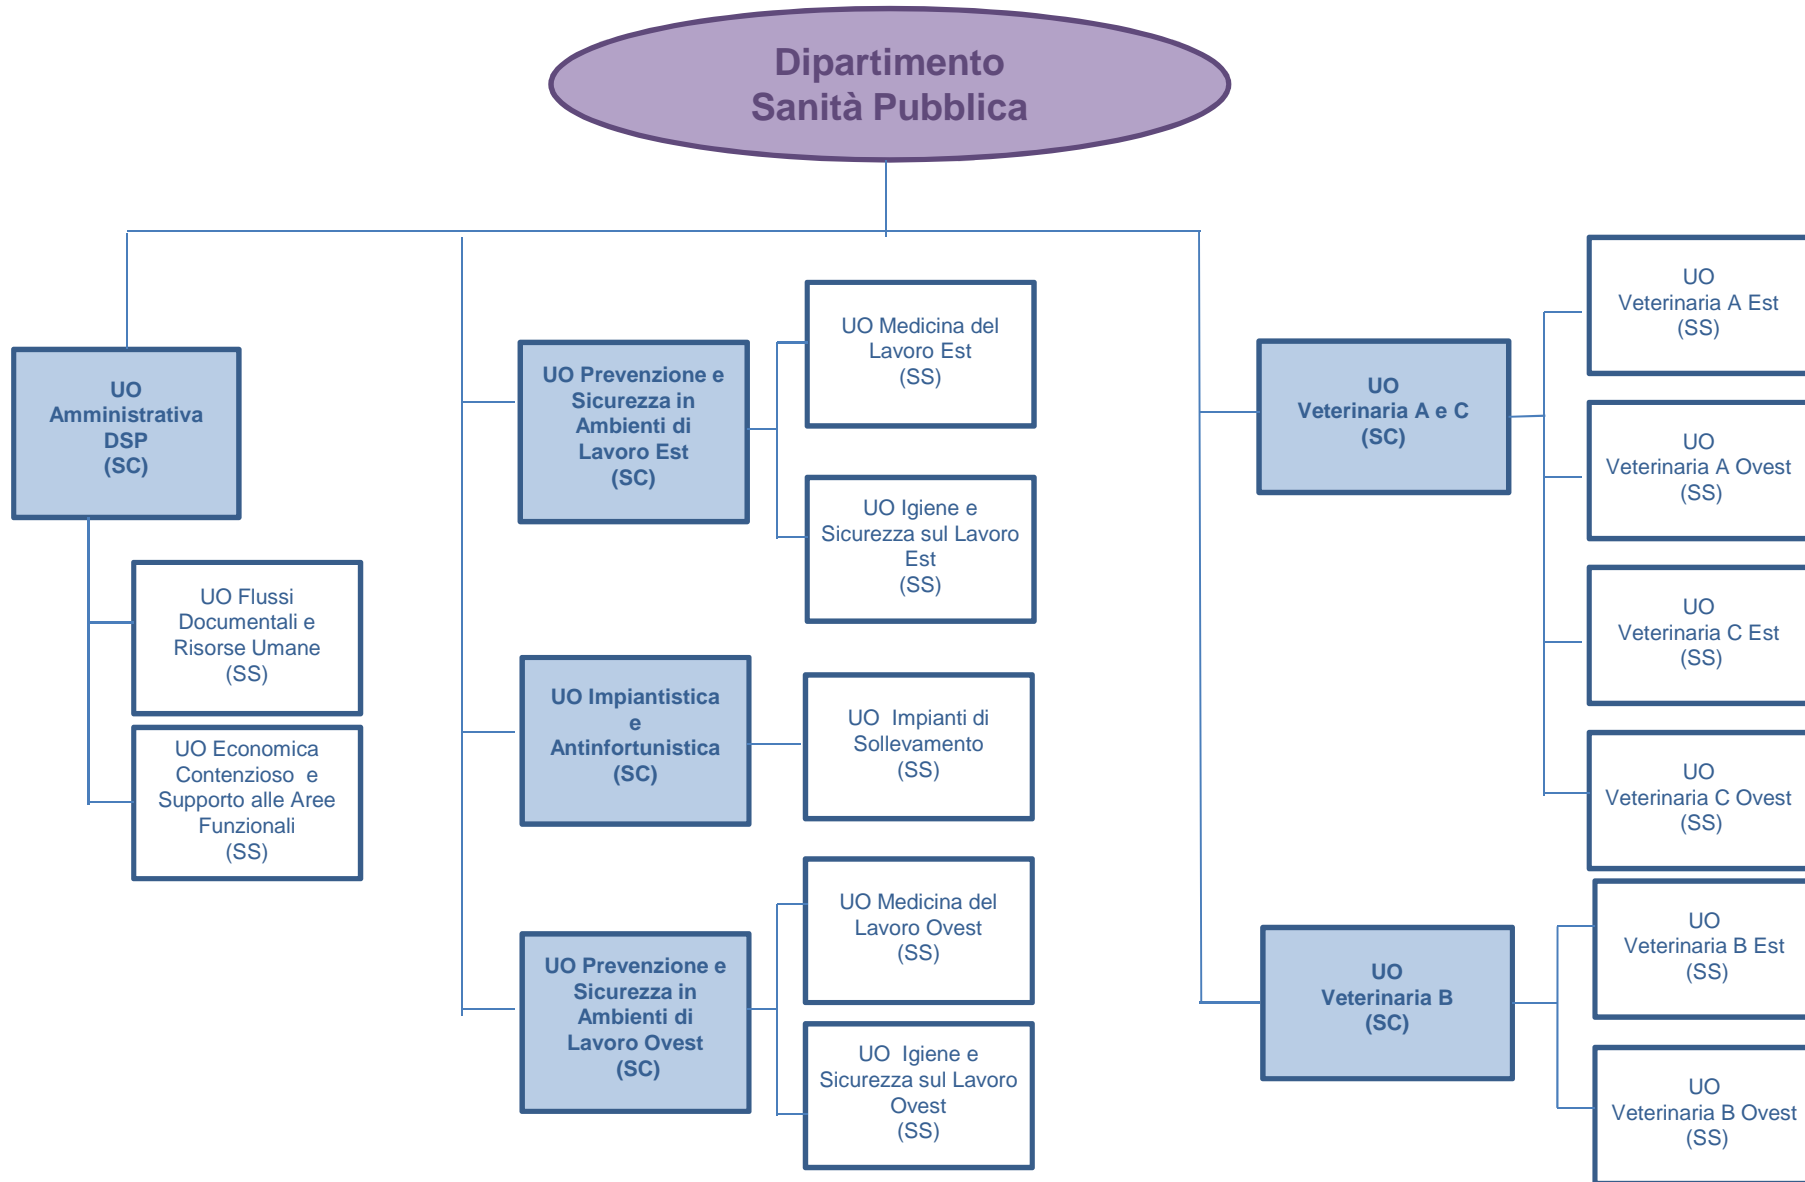 Dipartimento
Sanità Pubblica
UO
Amministrativa
DSP
(SC)
UO Flussi
Documentali e
Risorse Umane
(SS)
UO Economica
Contenzioso e
Supporto alle Aree
Funzionali
(SS)
UO Prevenzione e
Sicurezza in
Ambienti di
Lavoro Est
(SC)
UO Medicina del
Lavoro Est
(SS)
UO Igiene e
Sicurezza sul Lavoro
Est
(SS)
UO Impiantistica
e
Antinfortunistica
(SC)
UO Impianti di
Sollevamento
(SS)
UO Prevenzione e
Sicurezza in
Ambienti di
Lavoro Ovest
(SC)
UO Medicina del
Lavoro Ovest
(SS)
UO Igiene e
Sicurezza sul Lavoro
Ovest
(SS)
UO
Veterinaria A e C
(SC)
UO
Veterinaria A Est
(SS)
UO
Veterinaria A Ovest
(SS)
UO
Veterinaria C Est
(SS)
UO
Veterinaria C Ovest
(SS)
UO
Veterinaria B
(SC)
UO
Veterinaria B Est
(SS)
UO
Veterinaria B Ovest
(SS)